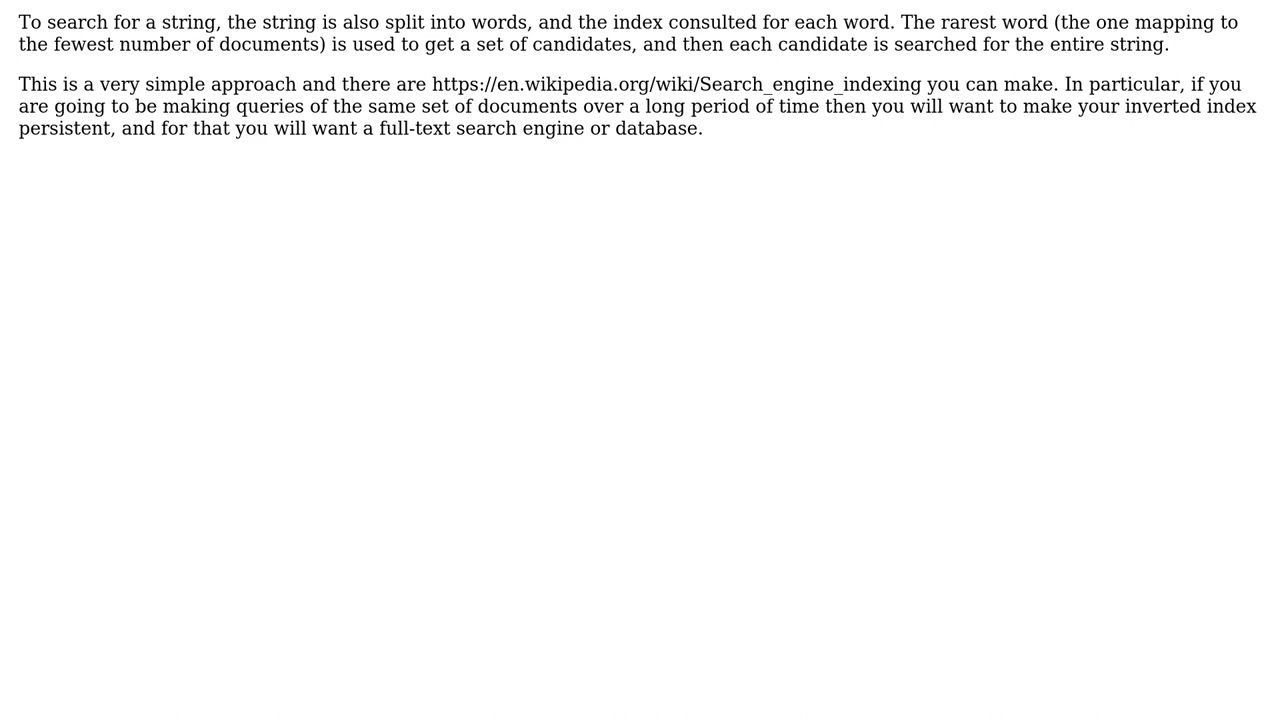 To search for a string, the string is also split into words, and the index consulted for each word. The rarest word (the one mapping to
the fewest number of documents) is used to get a set of candidates, and then each candidate is searched for the entire string.
This is a very simple approach and there are https://en.wikipedia.org/wiki/Search_engine_indexing you can make. In particular, if you
are going to be making queries of the same set of documents over a long period of time then you will want to make your inverted index
persistent, and for that you will want a full-text search engine or database.